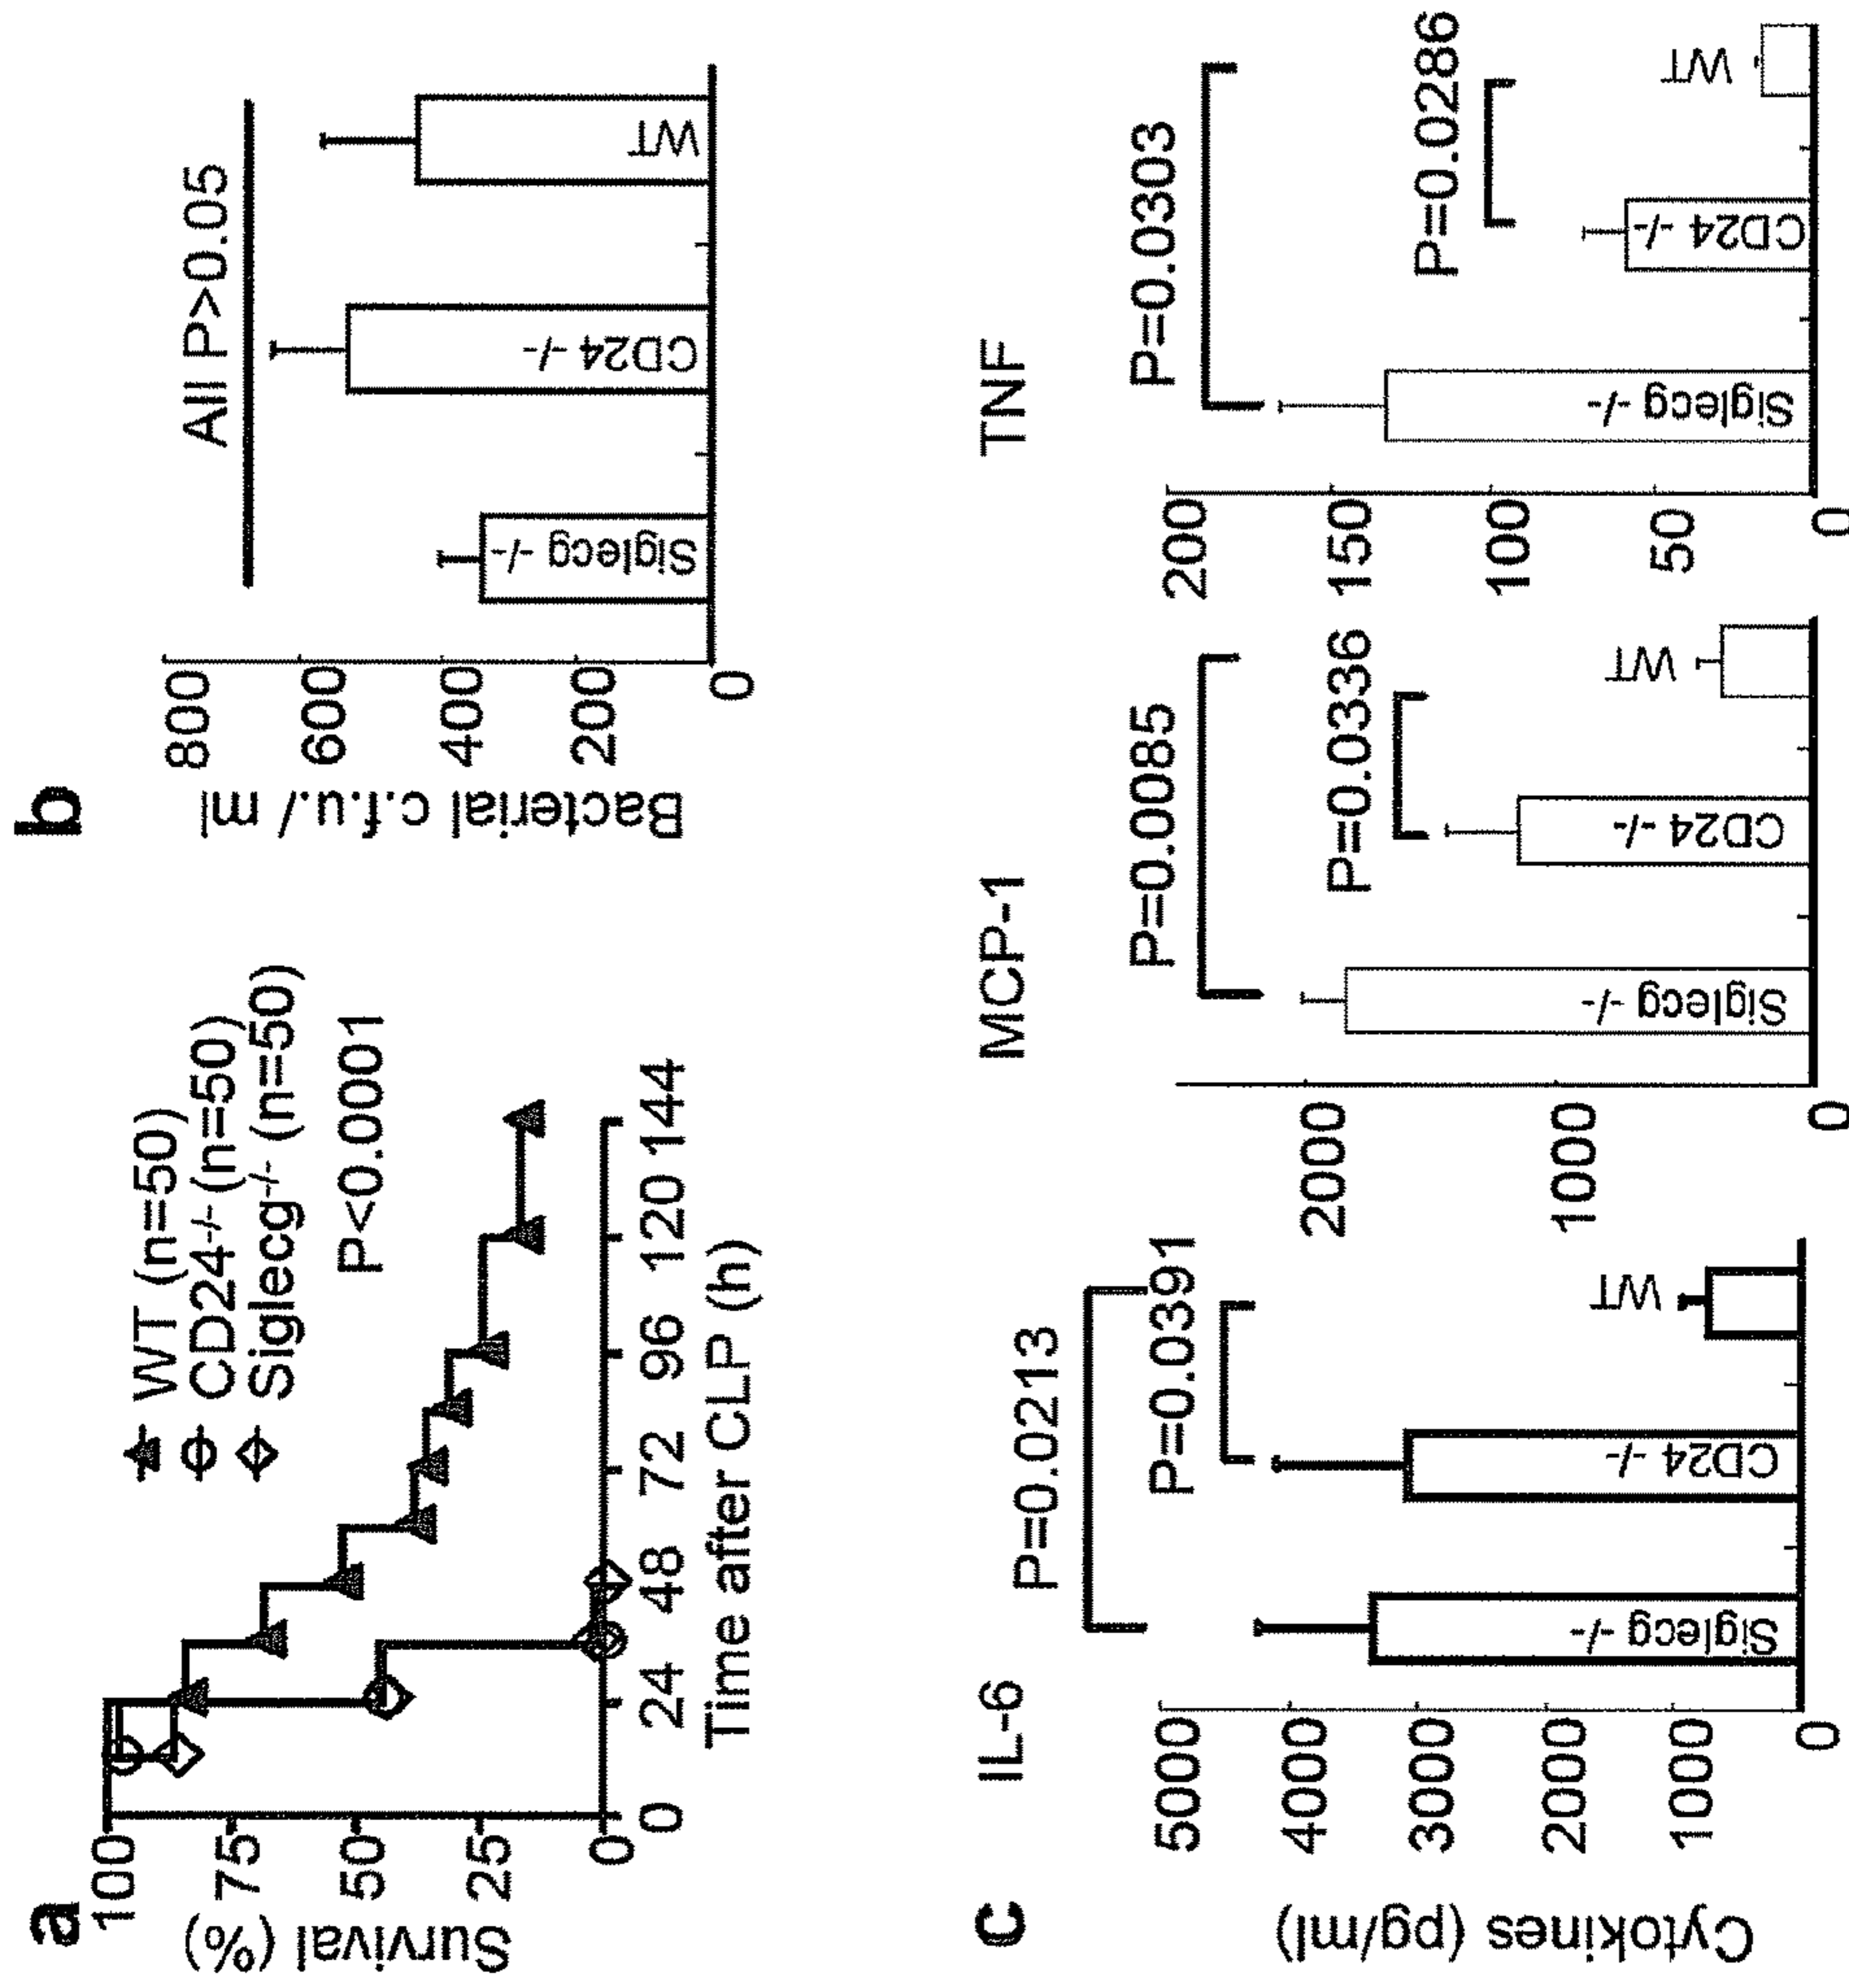 a
100
75
50
25
0
Survival (%)
0 24 48 72 96 120 144
Time after CLP (h)
WT (n=50)
CD24-/- (n=50)
Siglecg-/- (n=50)
P<0.0001
b
800
600
400
200
0
Bacterial c.f.u./ ml
All P>0.05
Siglecg -/-
CD24 -/-
WT
c
Cytokines (pg/ml)
IL-6
5000
4000
3000
2000
1000
0
P=0.0213
P=0.0391
Siglecg -/-
CD24 -/-
WT
MCP-1
2000
1000
0
P=0.0085
P=0.0336
Siglecg -/-
CD24 -/-
WT
TNF
200
150
100
50
0
P=0.0303
P=0.0286
Siglecg -/-
CD24 -/-
WT